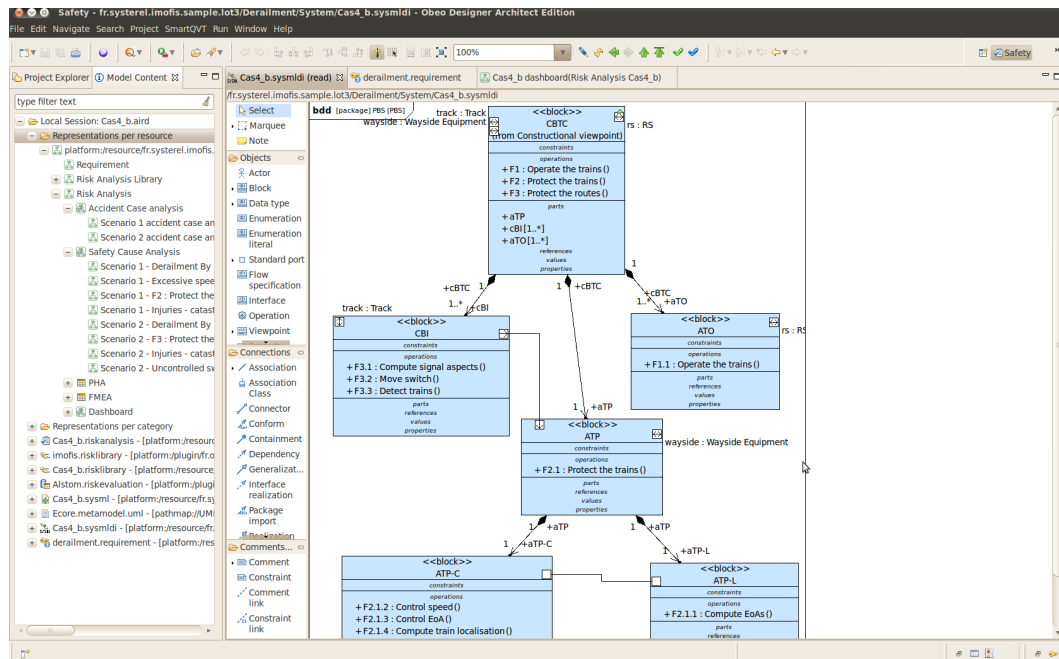 Safety - fr.systerel.imofis.sample.lot3/Derailment/System/Cas4_b.sysmldi - Obeo Designer Architect Edition
File Edit Navigate Search Project SmartQVT Run Window Help
100%
Safety
Project Explorer
Model Content
Cas4_b.sysmldi (read)
derailment.requirement
Cas4_b dashboard(Risk Analysis Cas4_b)
/fr.systerel.imofis.sample.lot3/Derailment/System/Cas4_b.sysmldi
type filter text
Local Session: Cas4_b.aird
Representations per resource
platform:/resource/fr.systerel.imofis.
Requirement
Risk Analysis Library
Risk Analysis
Accident Case analysis
Scenario 1 accident case an
Scenario 2 accident case an
Safety Cause Analysis
Scenario 1 - Derailment By
Scenario 1 - Excessive spee
Scenario 1 - F2 : Protect the
Scenario 1 - Injuries - catast
Scenario 2 - Derailment By
Scenario 2 - F3 : Protect the
Scenario 2 - Injuries - catast
Scenario 2 - Uncontrolled sw
PHA
FMEA
Dashboard
Representations per category
Cas4_b.riskanalysis - [platform:/resourc
imofis.risklibrary - [platform:/plugin/fr.o
Cas4_b.risklibrary - [platform:/resource
Alstom.riskevaluation - [platform:/plugi
Cas4_b.sysml - [platform:/resource/fr.sy
Ecore.metamodel.uml - [pathmap://UMI
Cas4_b.sysmldi - [platform:/resource/fr.
derailment.requirement - [platform:/res
Select
Marquee
Note
Objects
Actor
Block
Data type
Enumeration
Enumeration
literal
Standard port
Flow
specification
Interface
Operation
Viewpoint
Connections
Association
Association
Class
Connector
Conform
Containment
Dependency
Generalizat...
Interface
realization
Package
import
Realization
Comments...
Comment
Constraint
Comment
link
Constraint
link
bdd [package] PBS [PBS]
track : Track
wayside : Wayside Equipment
<<block>>
CBTC
(from Constructional viewpoint)
rs : RS
constraints
operations
+ F1 : Operate the trains()
+ F2 : Protect the trains()
+ F3 : Protect the routes()
parts
+ aTP
+ cBI[1..*]
+ aTO[1..*]
references
values
properties
1
+cBTC
1..*
+cBI
1
+cBTC
1
+aTP
1
+cBTC
1..*
+aTO
track : Track
<<block>>
CBI
constraints
operations
+ F3.1 : Compute signal aspects()
+ F3.2 : Move switch()
+ F3.3 : Detect trains()
parts
references
values
properties
<<block>>
ATO
rs : RS
constraints
operations
+ F1.1 : Operate the trains()
parts
references
values
properties
<<block>>
ATP
wayside : Wayside Equipment
constraints
operations
+ F2.1 : Protect the trains()
parts
references
values
properties
1
+aTP
1
+aTP-C
1
+aTP
1
+aTP-L
<<block>>
ATP-C
constraints
operations
+ F2.1.2 : Control speed()
+ F2.1.3 : Control EoA()
+ F2.1.4 : Compute train localisation()
<<block>>
ATP-L
constraints
operations
+ F2.1.1 : Compute EoAs()
parts
references